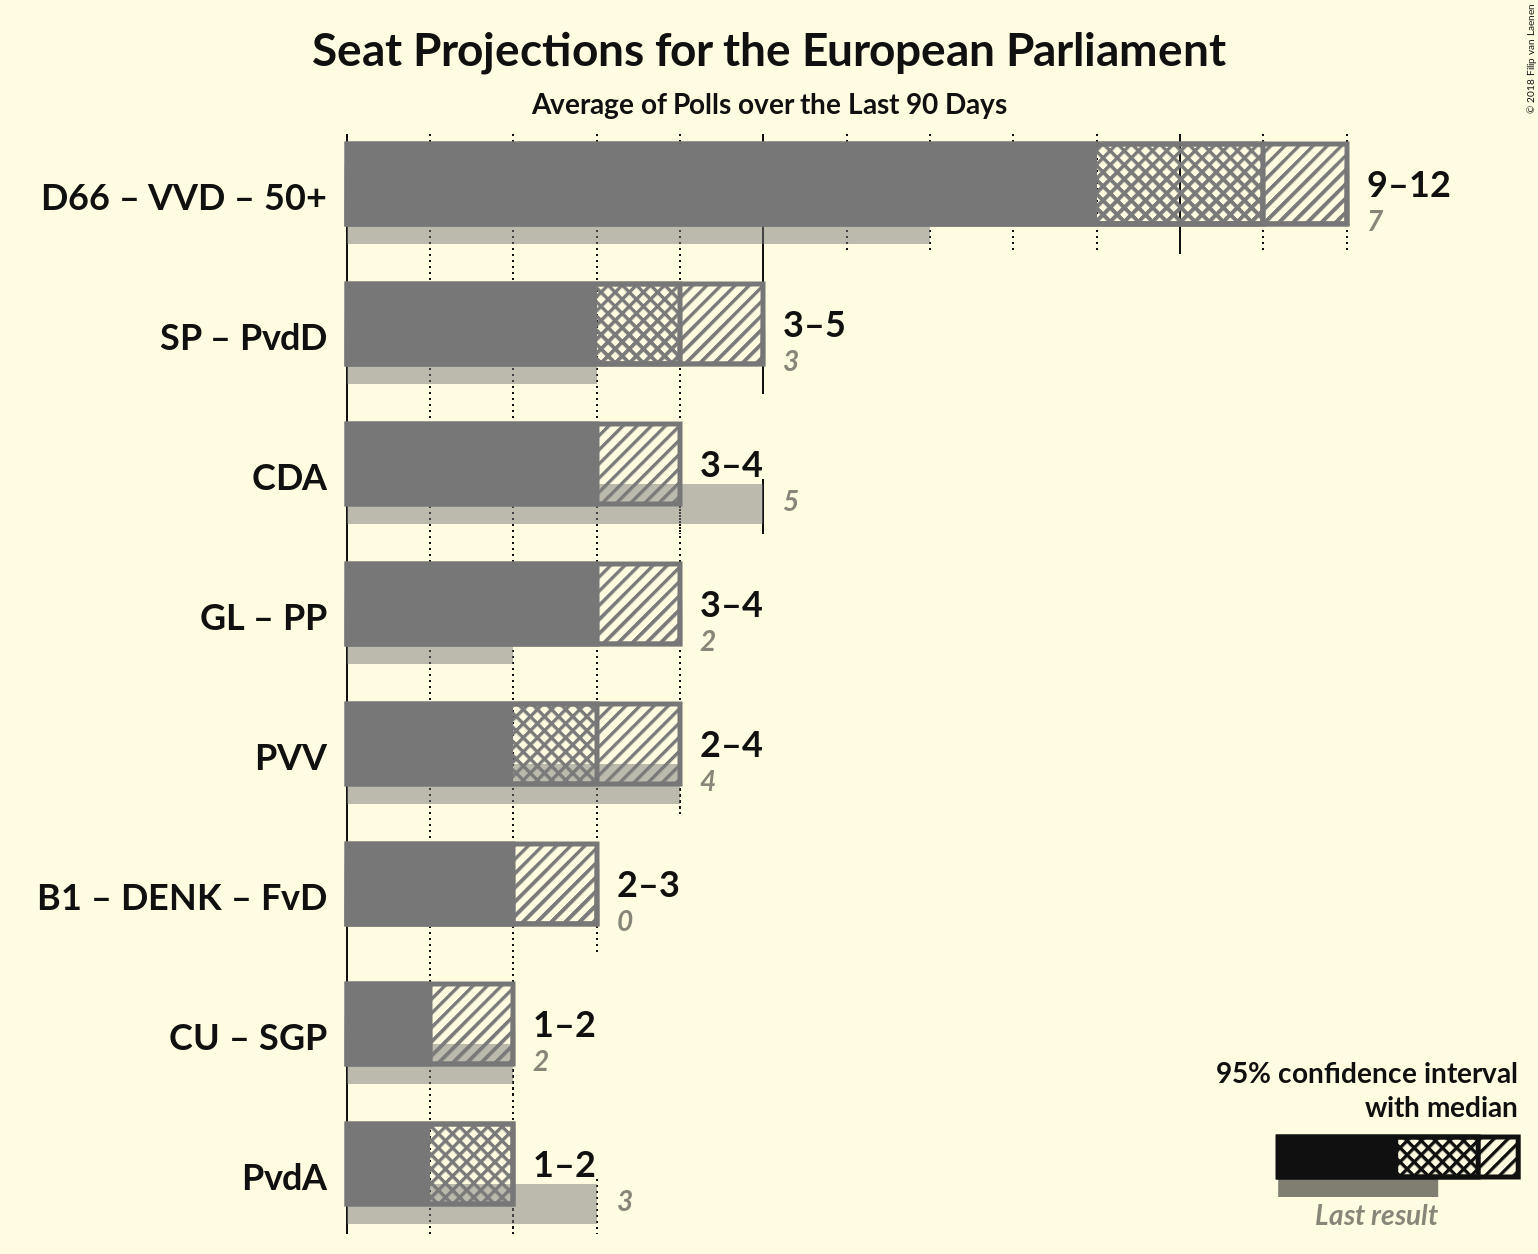 Seat Projections for the European Parliament
Average of Polls over the Last 90 Days
© 2018 Filip van Laenen
D66 – VVD – 50+
9–12
7
SP – PvdD
3–5
3
CDA
3–4
5
GL – PP
3–4
2
PVV
2–4
4
B1 – DENK – FvD
2–3
0
CU – SGP
1–2
2
PvdA
1–2
3
95% confidence interval
with median
Last result